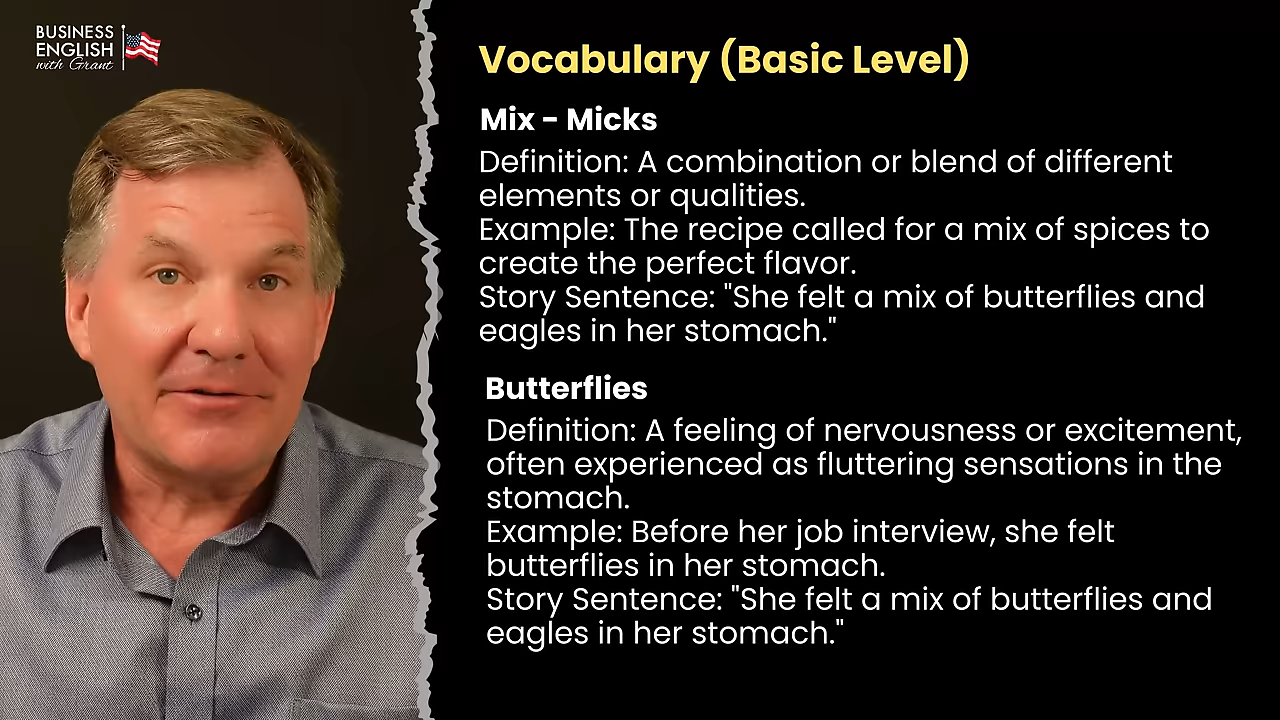 BUSINESS
ENGLISH
with Grant
Vocabulary (Basic Level)
Mix - Micks
Definition: A combination or blend of different
elements or qualities.
Example: The recipe called for a mix of spices to
create the perfect flavor.
Story Sentence: "She felt a mix of butterflies and
eagles in her stomach."
Butterflies
Definition: A feeling of nervousness or excitement,
often experienced as fluttering sensations in the
stomach.
Example: Before her job interview, she felt
butterflies in her stomach.
Story Sentence: "She felt a mix of butterflies and
eagles in her stomach."